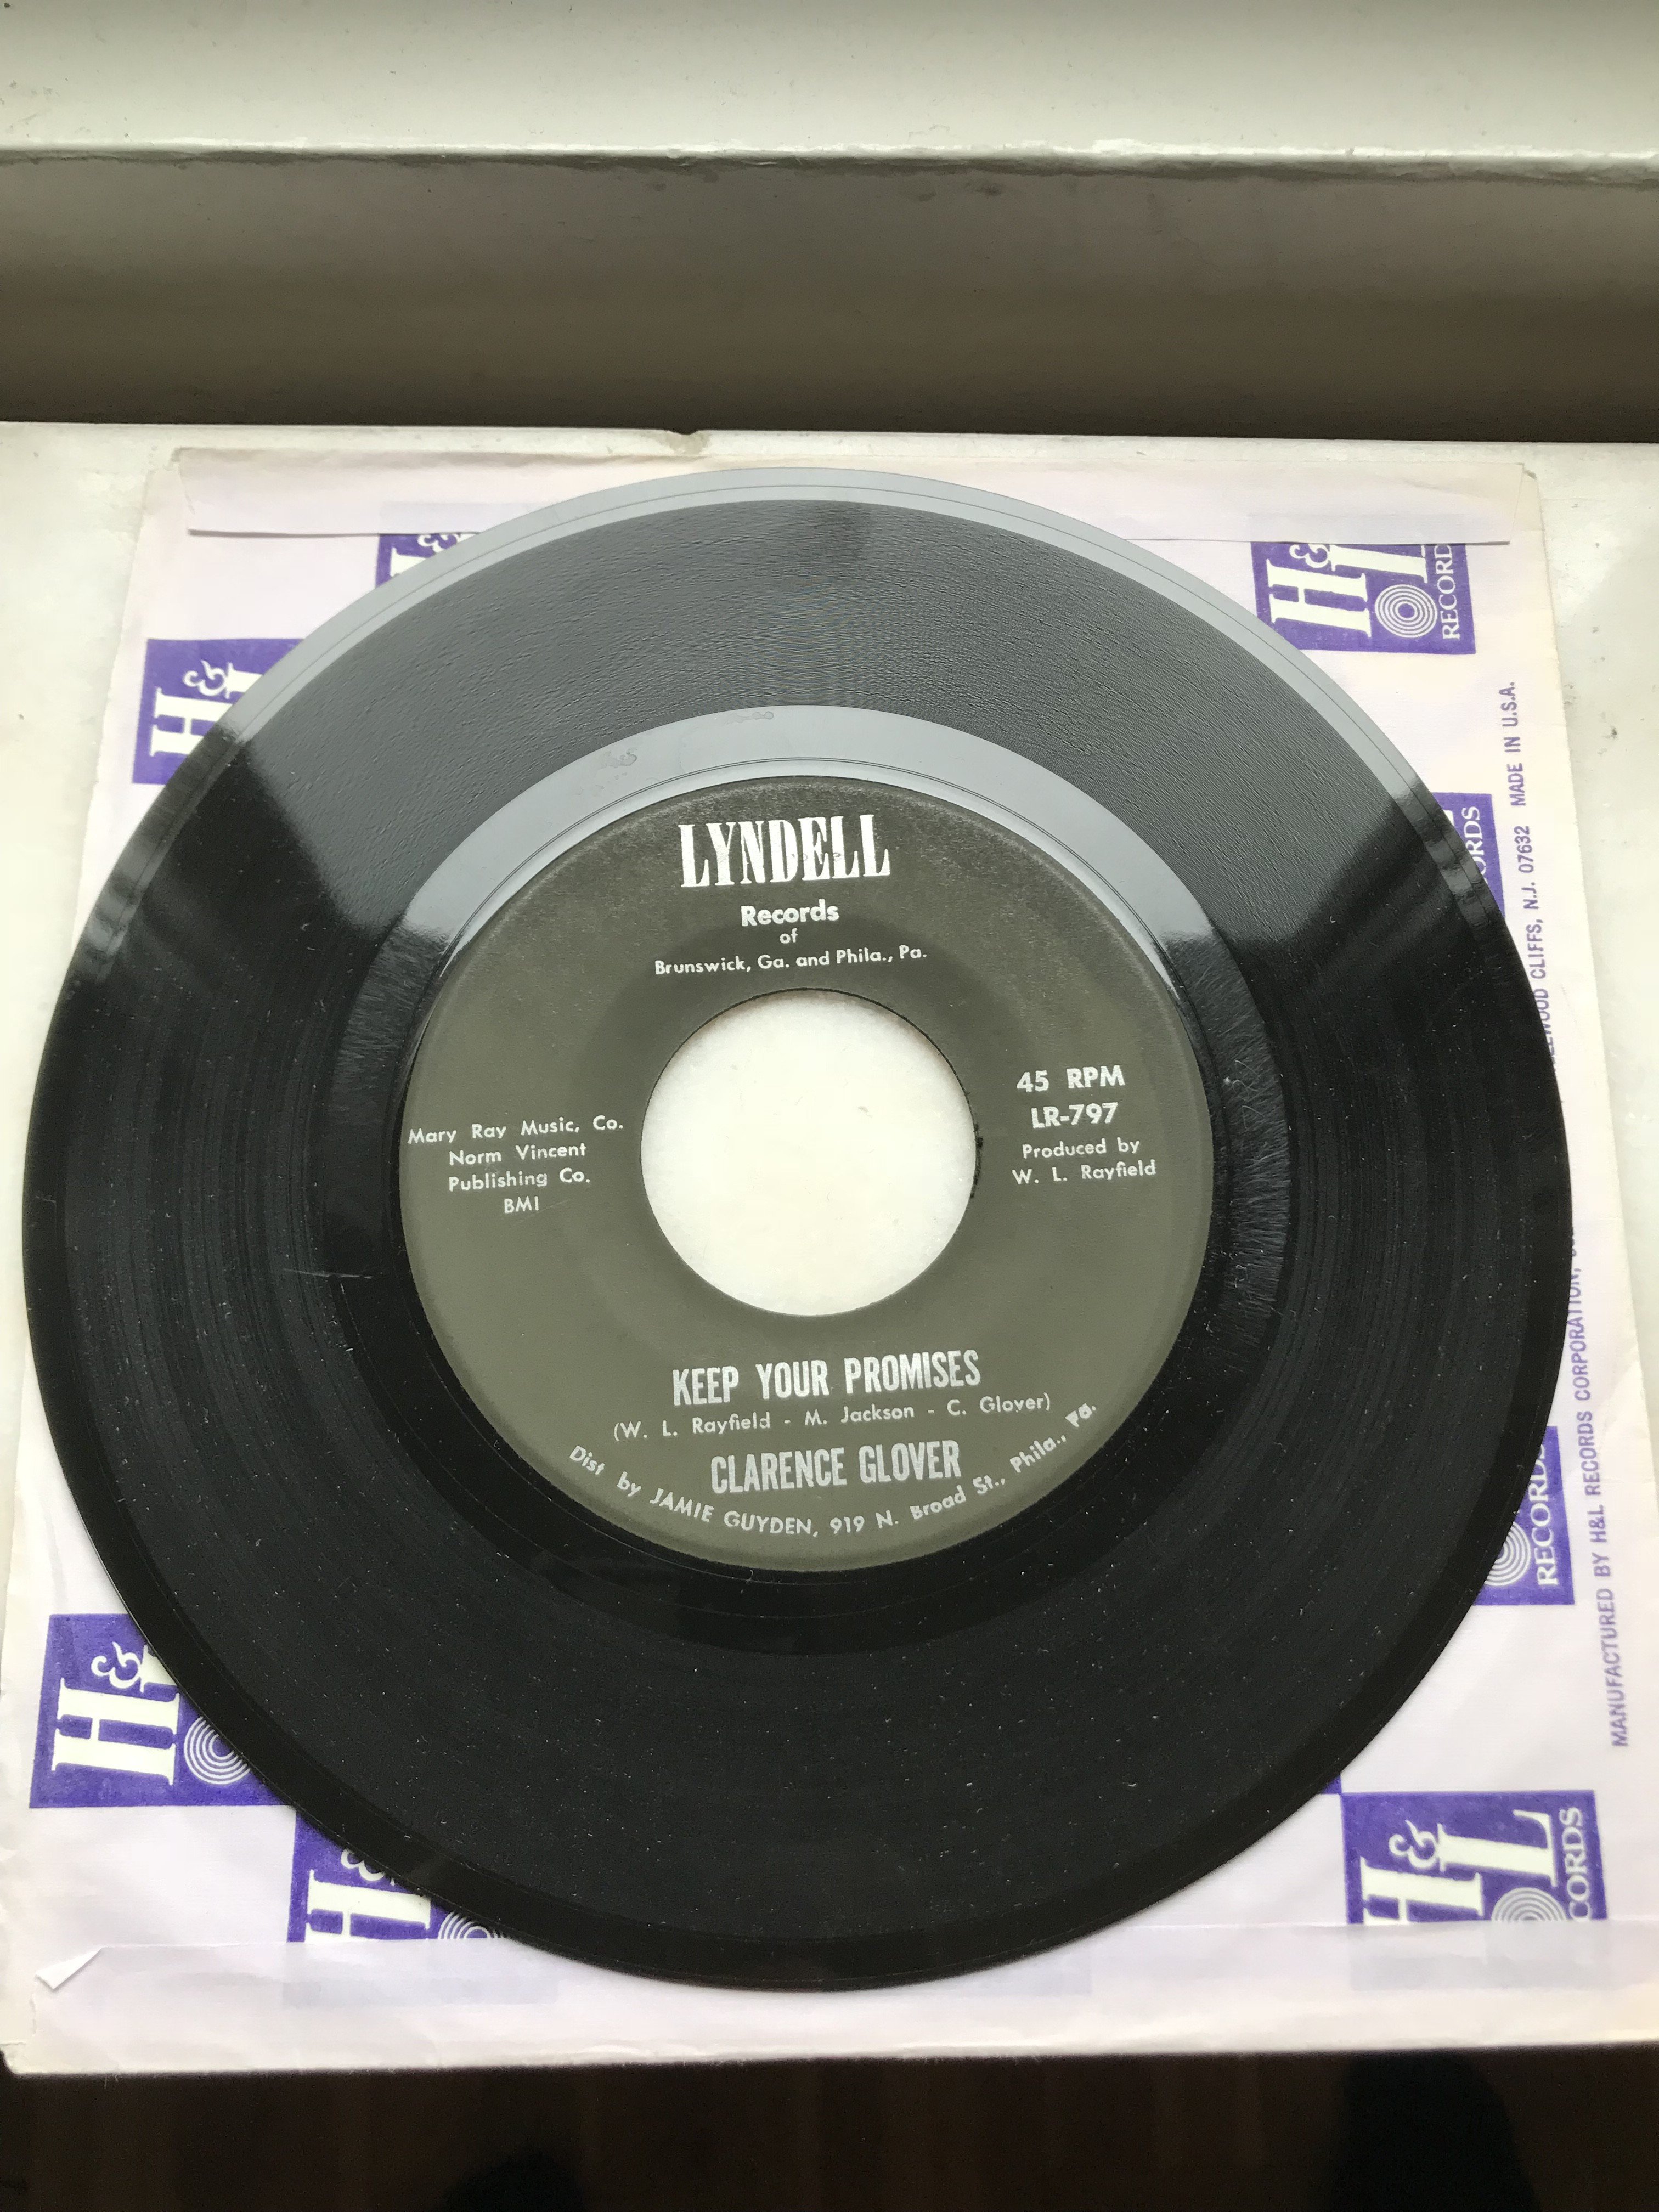 LYNDELL
Records
of
Brunswick, Ga. and Phila., Pa.
45 RPM
LR-797
Produced by
W. L. Rayfield
Mary Ray Music, Co.
Norm Vincent
Publishing Co.
BMI
KEEP YOUR PROMISES
(W. L. Rayfield - M. Jackson - C. Glover)
CLARENCE GLOVER
Dist by JAMIE GUYDEN, 919 N. Broad St., Phila., Pa.
H&L
RECORDS
H&
H&
H&
H&L
RECORDS
RECORDS
MANUFACTURED BY H&L RECORDS CORPORATION, CLIFFS, N.J. 07632 MADE IN U.S.A.